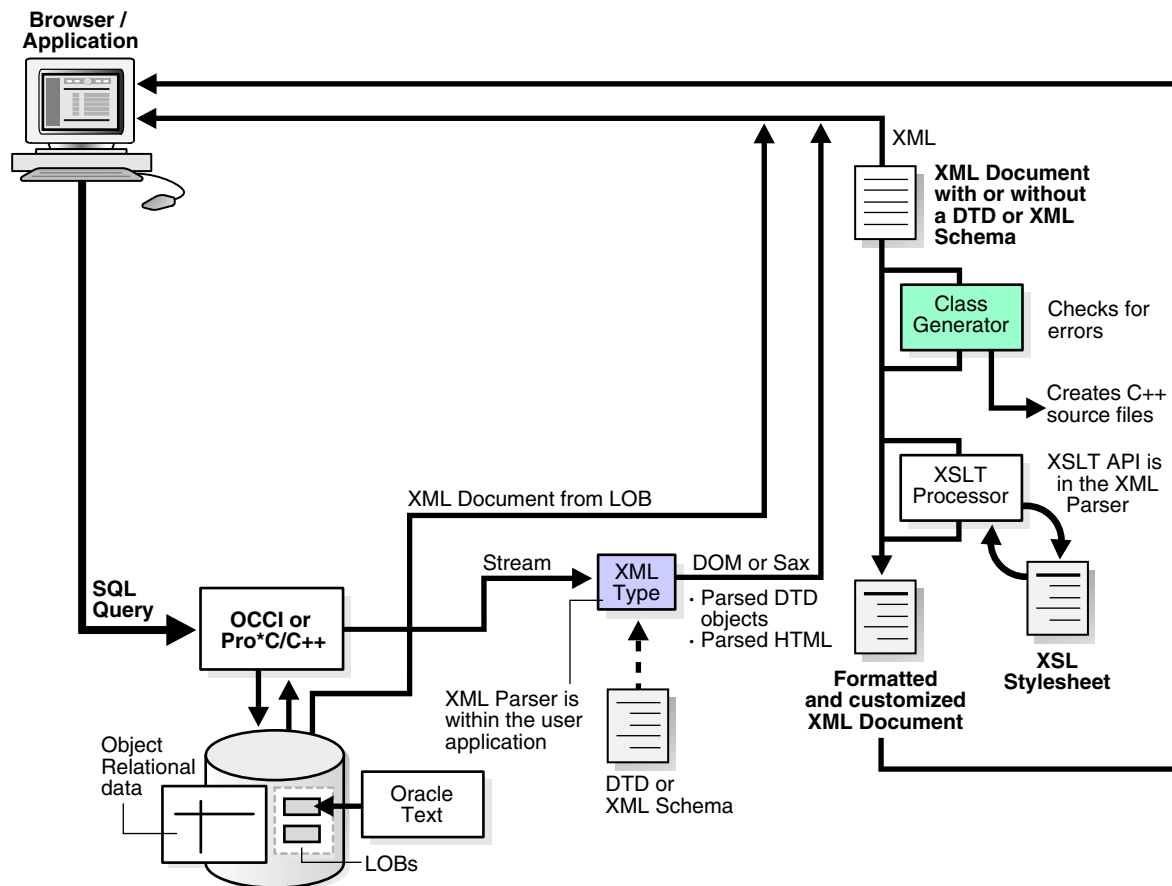 Browser /
Application
XML
XML Document
with or without
a DTD or XML
Schema
Class
Generator
Checks for
errors
Creates C++
source files
XSLT
Processor
XSLT API is
in the XML
Parser
XML Document from LOB
Stream
XML
Type
DOM or Sax
· Parsed DTD
objects
· Parsed HTML
SQL
Query
OCCI or
Pro*C/C++
XML Parser is
within the user
application
DTD or
XML Schema
Formatted
and customized
XML Document
XSL
Stylesheet
Object
Relational
data
Oracle
Text
LOBs